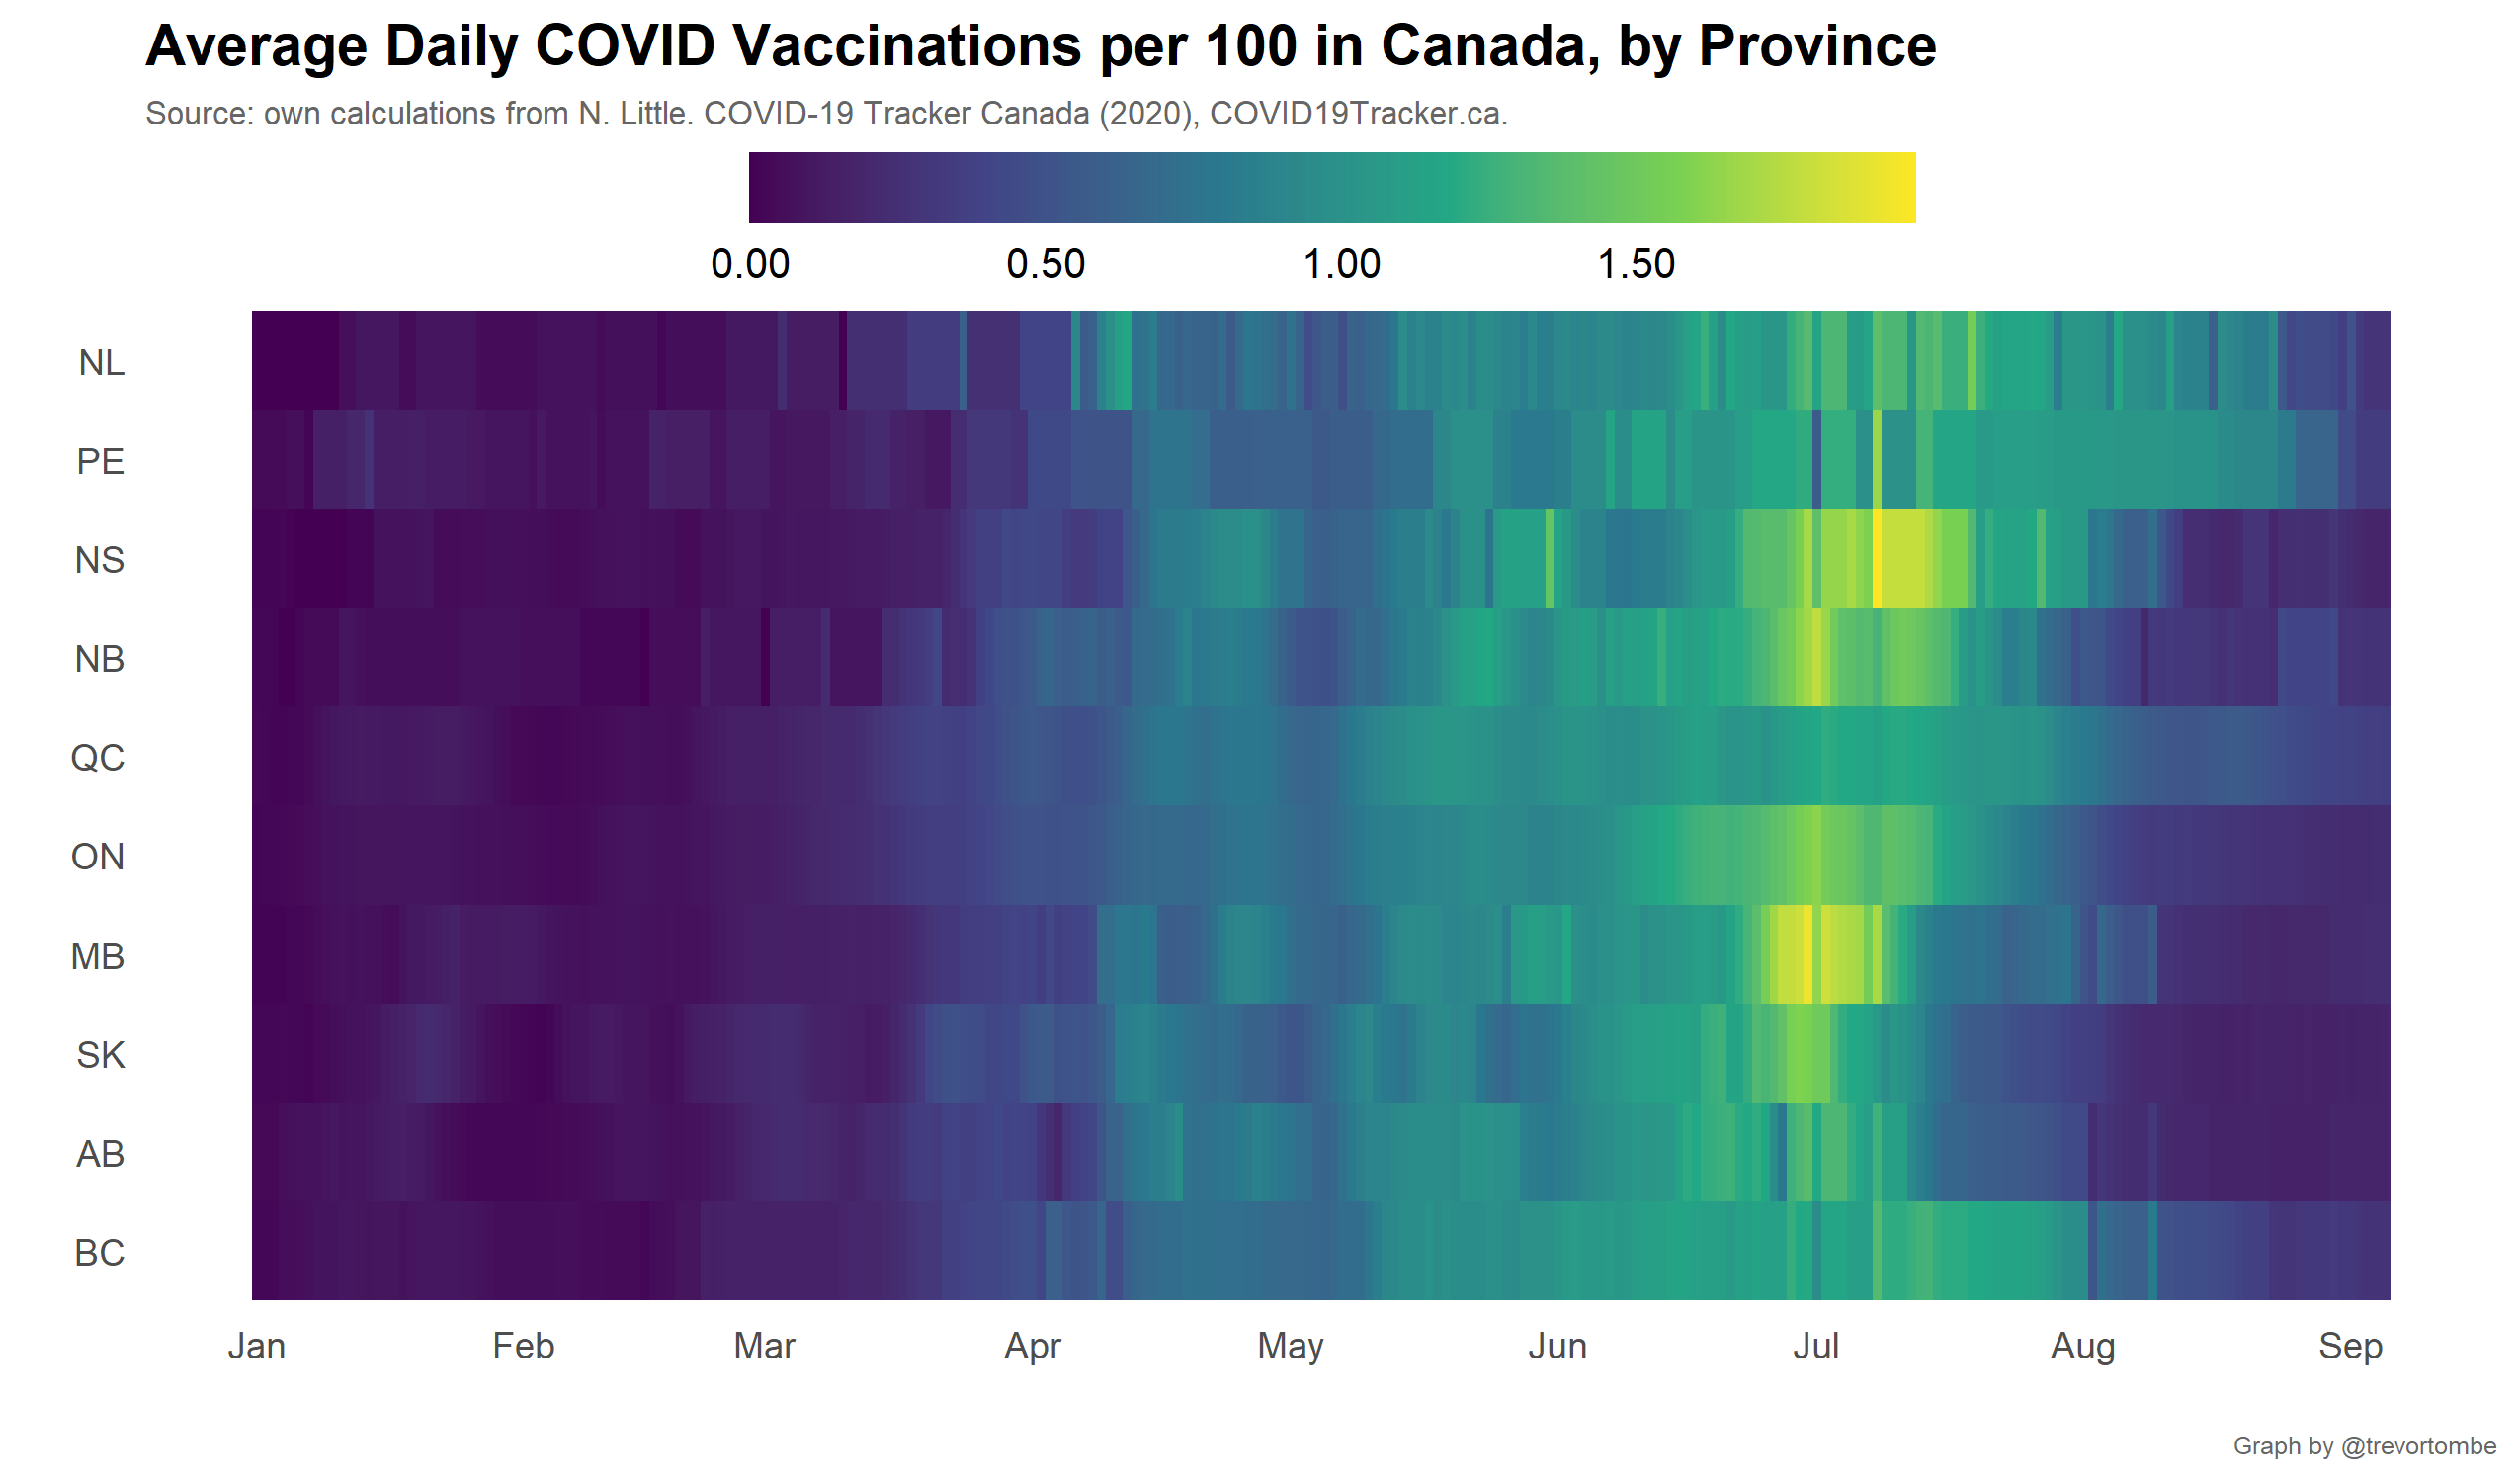 Average Daily COVID Vaccinations per 100 in Canada, by Province
Source: own calculations from N. Little. COVID-19 Tracker Canada (2020), COVID19Tracker.ca.
0.00 0.50 1.00 1.50
NL
PE
NS
NB
QC
ON
MB
SK
AB
BC
Jan Feb Mar Apr May Jun Jul Aug Sep
Graph by @trevortombe